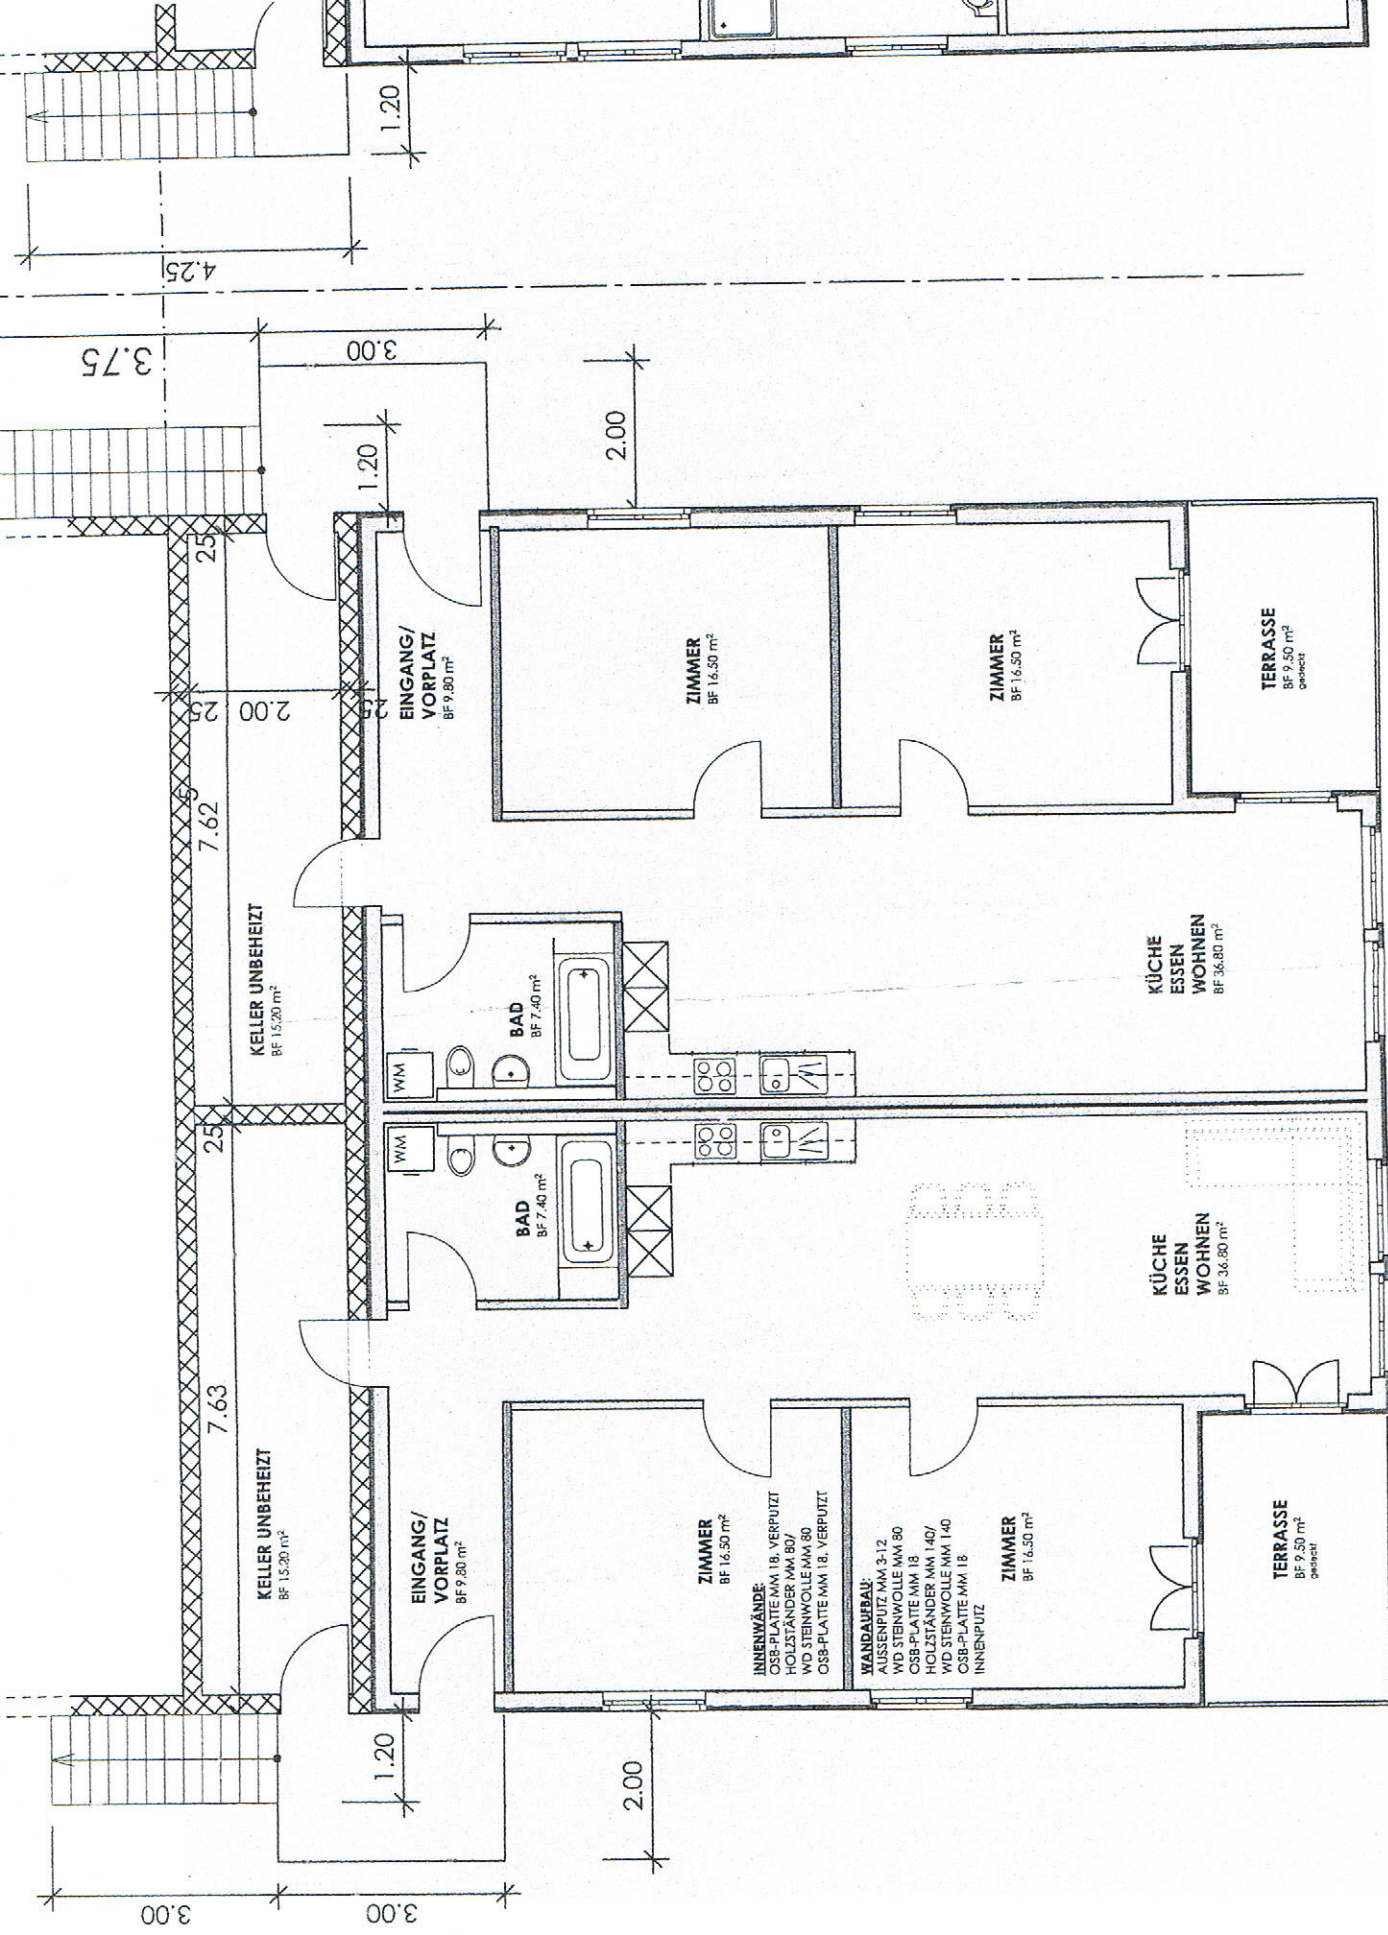 1.20
4.25
3.75
3.00
1.20
2.00
25
25
2.00
25
5
7.62
KELLER UNBEHEIZT
BF 15.20 m²
EINGANG/
VORPLATZ
BF 9.80 m²
ZIMMER
BF 16.50 m²
ZIMMER
BF 16.50 m²
TERRASSE
BF 9.50 m²
gedeckt
WM
BAD
BF 7.40 m²
KÜCHE
ESSEN
WOHNEN
BF 36.80 m²
25
7.63
KELLER UNBEHEIZT
BF 15.20 m²
WM
BAD
BF 7.40 m²
KÜCHE
ESSEN
WOHNEN
BF 36.80 m²
EINGANG/
VORPLATZ
BF 9.80 m²
ZIMMER
BF 16.50 m²
INNENWÄNDE:
OSB-PLATTE MM 18, VERPUTZT
HOLZSTÄNDER MM 80/
WD STEINWOLLE MM 80
OSB-PLATTE MM 18, VERPUTZT
WANDAUFBAU:
AUSSENPUTZ MM 3-12
WD STEINWOLLE MM 80
OSB-PLATTE MM 18
HOLZSTÄNDER MM 140/
WD STEINWOLLE MM 140
OSB-PLATTE MM 18
INNENPUTZ
ZIMMER
BF 16.50 m²
TERRASSE
BF 9.50 m²
gedeckt
1.20
2.00
3.00
3.00